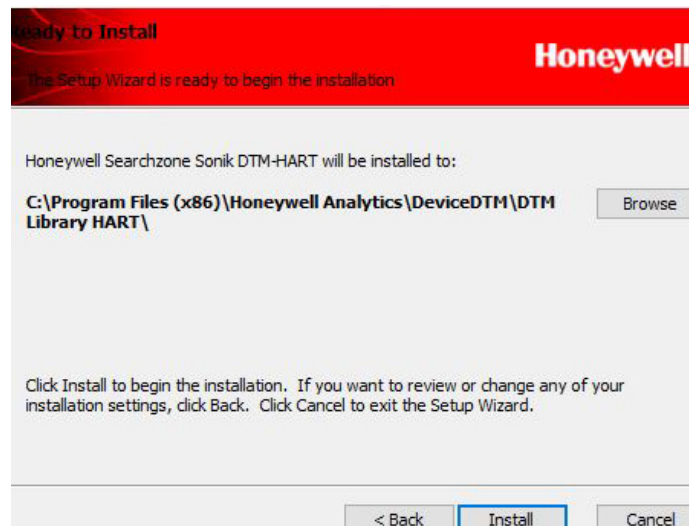 Ready to Install
Honeywell
The Setup Wizard is ready to begin the installation
Honeywell Searchzone Sonik DTM-HART will be installed to:
C:\Program Files (x86)\Honeywell Analytics\DeviceDTM\DTM
Library HART\
Browse
Click Install to begin the installation. If you want to review or change any of your
installation settings, click Back. Click Cancel to exit the Setup Wizard.
< Back Install Cancel